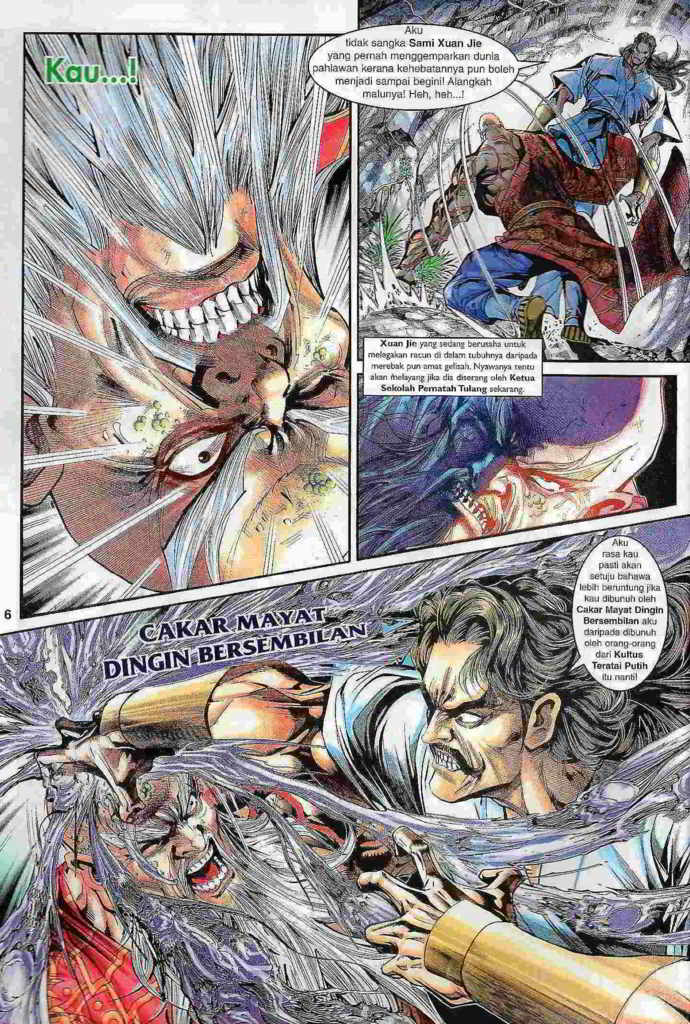 Kau...!
Aku
tidak sangka Sami Xuan Jie
yang pernah menggemparkan dunia
pahlawan kerana kehebatannya pun boleh
menjadi sampai begini! Alangkah
malunya! Heh, heh...!
Xuan Jie yang sedang berusaha untuk
melegakan racun di dalam tubuhnya daripada
merebak pun amat gelisah. Nyawanya tentu
akan melayang jika dia diserang oleh Ketua
Sekolah Pematah Tulang sekarang.
Aku
rasa kau
pasti akan
setuju bahawa
lebih beruntung jika
kau dibunuh oleh
Cakar Mayat Dingin
Bersembilan aku
daripada dibunuh
oleh orang-orang
dari Kultus
Teratai Putih
itu nanti!
CAKAR MAYAT
DINGIN BERSEMBILAN
6